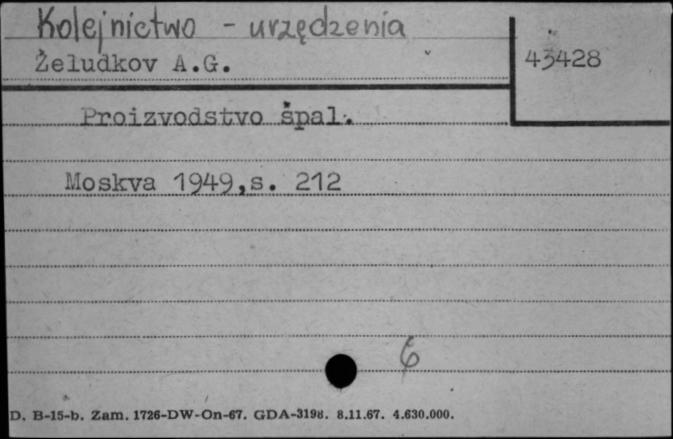 Kolejnictwo - urządzenia
Želudkov A.G.
43428
Proizvodstvo špal.
Moskva 1949,s. 212
6
D. B-15-b. Zam. 1726-DW-On-67. GDA-3198. 8.11.67. 4.630.000.